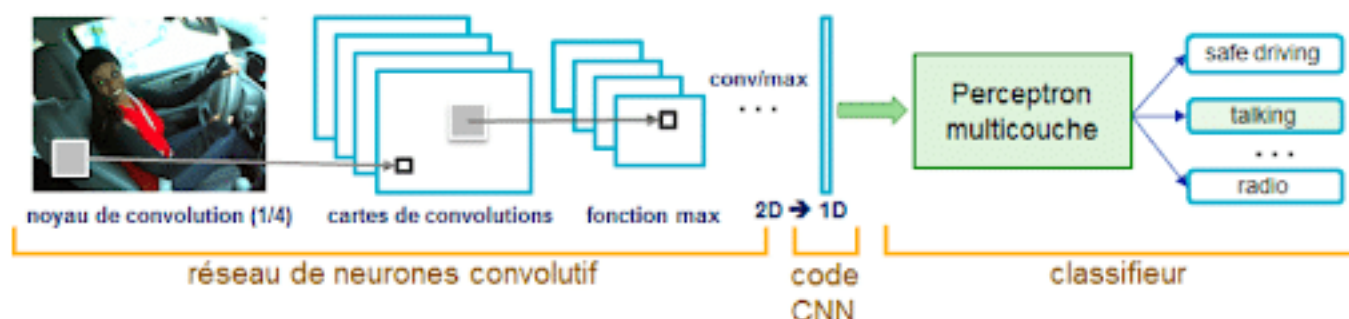 noyau de convolution (1/4)
cartes de convolutions
fonction max
conv/max
...
2D → 1D
réseau de neurones convolutif
code
CNN
Perceptron
multicouche
safe driving
talking
...
radio
classifieur